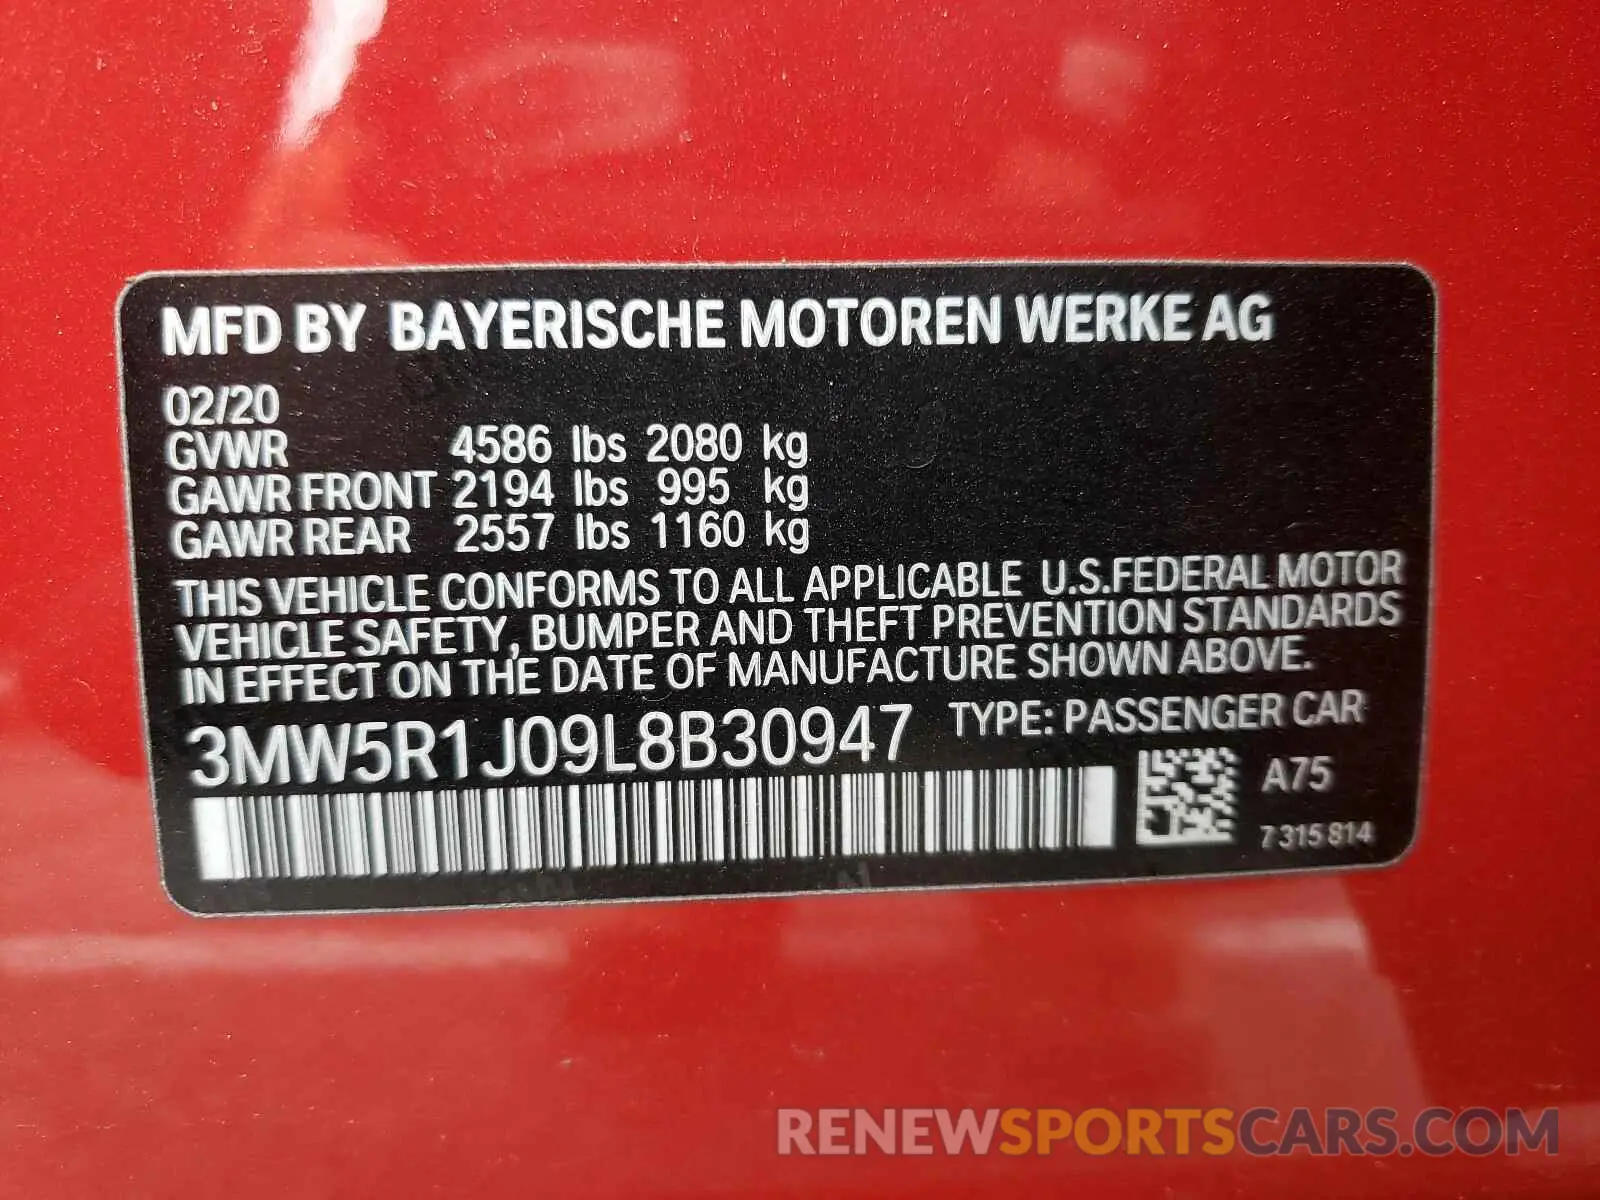 MFD BY BAYERISCHE MOTOREN WERKE AG
02/20
GVWR 4586 lbs 2080 kg
GAWR FRONT 2194 lbs 995 kg
GAWR REAR 2557 lbs 1160 kg
THIS VEHICLE CONFORMS TO ALL APPLICABLE U.S.FEDERAL MOTOR
VEHICLE SAFETY, BUMPER AND THEFT PREVENTION STANDARDS
IN EFFECT ON THE DATE OF MANUFACTURE SHOWN ABOVE.
3MW5R1J09L8B30947 TYPE: PASSENGER CAR
A75
7 315 814
RENEWSPORTSCARS.COM